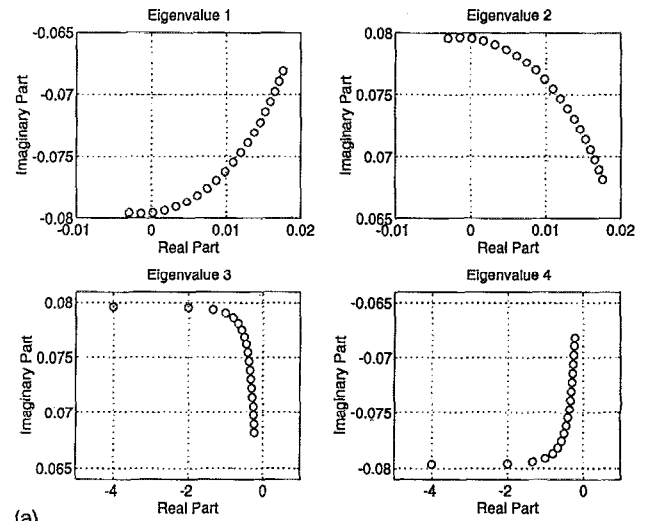 Eigenvalue 1
Imaginary Part
-0.065
-0.07
-0.075
-0.08
-0.01
0
0.01
0.02
Real Part
Eigenvalue 2
Imaginary Part
0.08
0.075
0.07
0.065
-0.01
0
0.01
0.02
Real Part
Eigenvalue 3
Imaginary Part
0.08
0.075
0.07
0.065
-4
-2
0
Real Part
Eigenvalue 4
Imaginary Part
-0.065
-0.07
-0.075
-0.08
-4
-2
0
Real Part
(a)